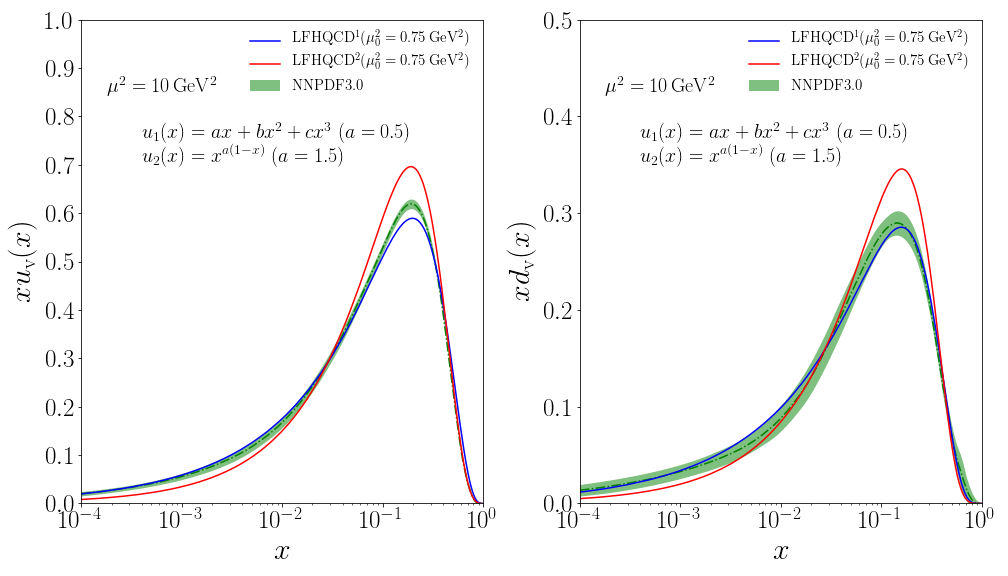 1.0
0.9
0.8
0.7
0.6
0.5
0.4
0.3
0.2
0.1
0.0
xu_V(x)
LFHQCD¹(μ₀² = 0.75 GeV²)
LFHQCD²(μ₀² = 0.75 GeV²)
NNPDF3.0
μ² = 10 GeV²
u₁(x) = ax + bx² + cx³ (a = 0.5)
u₂(x) = x^{a(1−x)} (a = 1.5)
10⁻⁴ 10⁻³ 10⁻² 10⁻¹ 10⁰
x
0.5
0.4
0.3
0.2
0.1
0.0
xd_V(x)
LFHQCD¹(μ₀² = 0.75 GeV²)
LFHQCD²(μ₀² = 0.75 GeV²)
NNPDF3.0
μ² = 10 GeV²
u₁(x) = ax + bx² + cx³ (a = 0.5)
u₂(x) = x^{a(1−x)} (a = 1.5)
10⁻⁴ 10⁻³ 10⁻² 10⁻¹ 10⁰
x